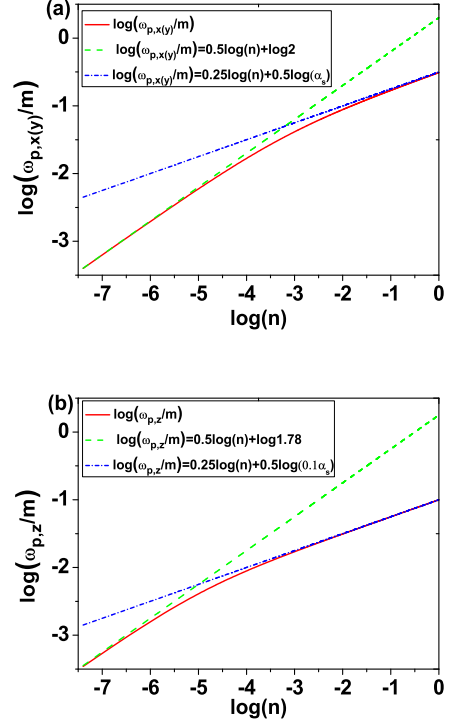 (a)
log(ω_{p,x(y)}/m)
log(ω_{p,x(y)}/m)=0.5log(n)+log2
log(ω_{p,x(y)}/m)=0.25log(n)+0.5log(α_s)
log(ω_{p,x(y)}/m)
0
-1
-2
-3
-7 -6 -5 -4 -3 -2 -1 0
log(n)
(b)
log(ω_{p,z}/m)
log(ω_{p,z}/m)=0.5log(n)+log1.78
log(ω_{p,z}/m)=0.25log(n)+0.5log(0.1α_s)
log(ω_{p,z}/m)
0
-1
-2
-3
-7 -6 -5 -4 -3 -2 -1 0
log(n)